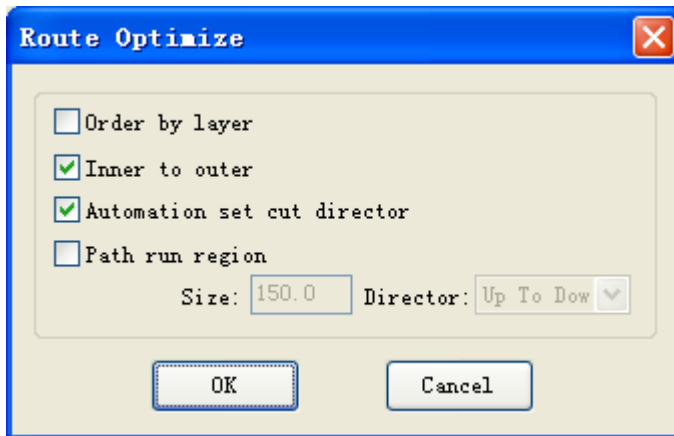 Route Optimize
Order by layer
Inner to outer
Automation set cut director
Path run region
Size: 150.0 Director: Up To Dow
OK Cancel